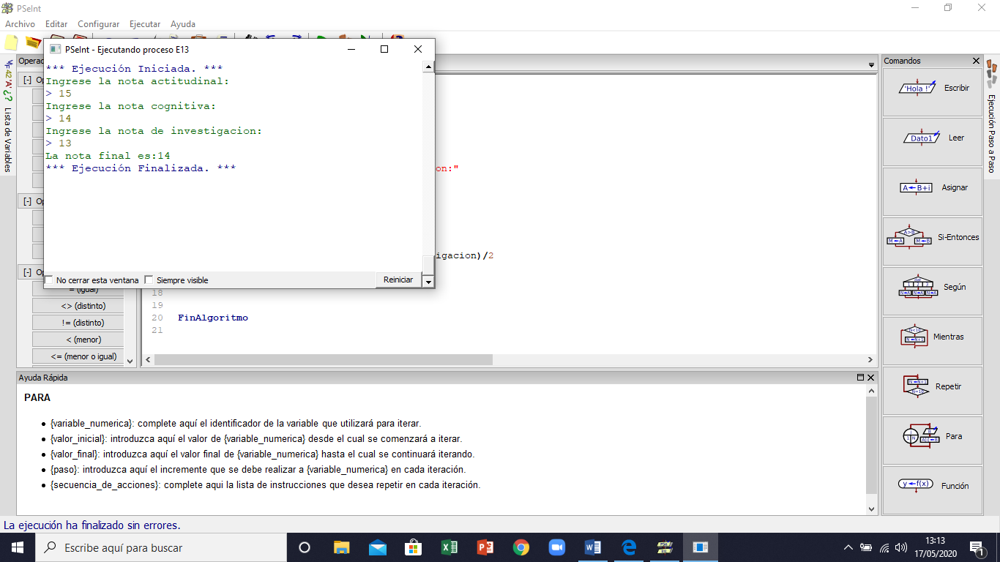 PSeInt
Archivo Editar Configurar Ejecutar Ayuda
PSeInt - Ejecutando proceso E13
*** Ejecución Iniciada. ***
Ingrese la nota actitudinal:
> 15
Ingrese la nota cognitiva:
> 14
Ingrese la nota de investigacion:
> 13
La nota final es:14
*** Ejecución Finalizada. ***
No cerrar esta ventana
Siempre visible
Reiniciar
Lista de Variables
Operac
[-] Op
[-] Op
[-] Op
= (igual)
<> (distinto)
!= (distinto)
< (menor)
<= (menor o igual)
on:"
igacion)/2
18
19
20 FinAlgoritmo
21
Comandos
'Hola !' Escribir
Dato1 Leer
A←B+i Asignar
A>B M←A M←B Si-Entonces
Según
Mientras
Repetir
Para
y←f(x) Función
Ejecución Paso a Paso
Ayuda Rápida
PARA
• {variable_numerica}: complete aquí el identificador de la variable que utilizará para iterar.
• {valor_inicial}: introduzca aquí el valor de {variable_numerica} desde el cual se comenzará a iterar.
• {valor_final}: introduzca aquí el valor final de {variable_numerica} hasta el cual se continuará iterando.
• {paso}: introduzca aquí el incremente que se debe realizar a {variable_numerica} en cada iteración.
• {secuencia_de_acciones}: complete aqui la lista de instrucciones que desea repetir en cada iteración.
La ejecución ha finalizado sin errores.
Escribe aquí para buscar
13:13
17/05/2020
1